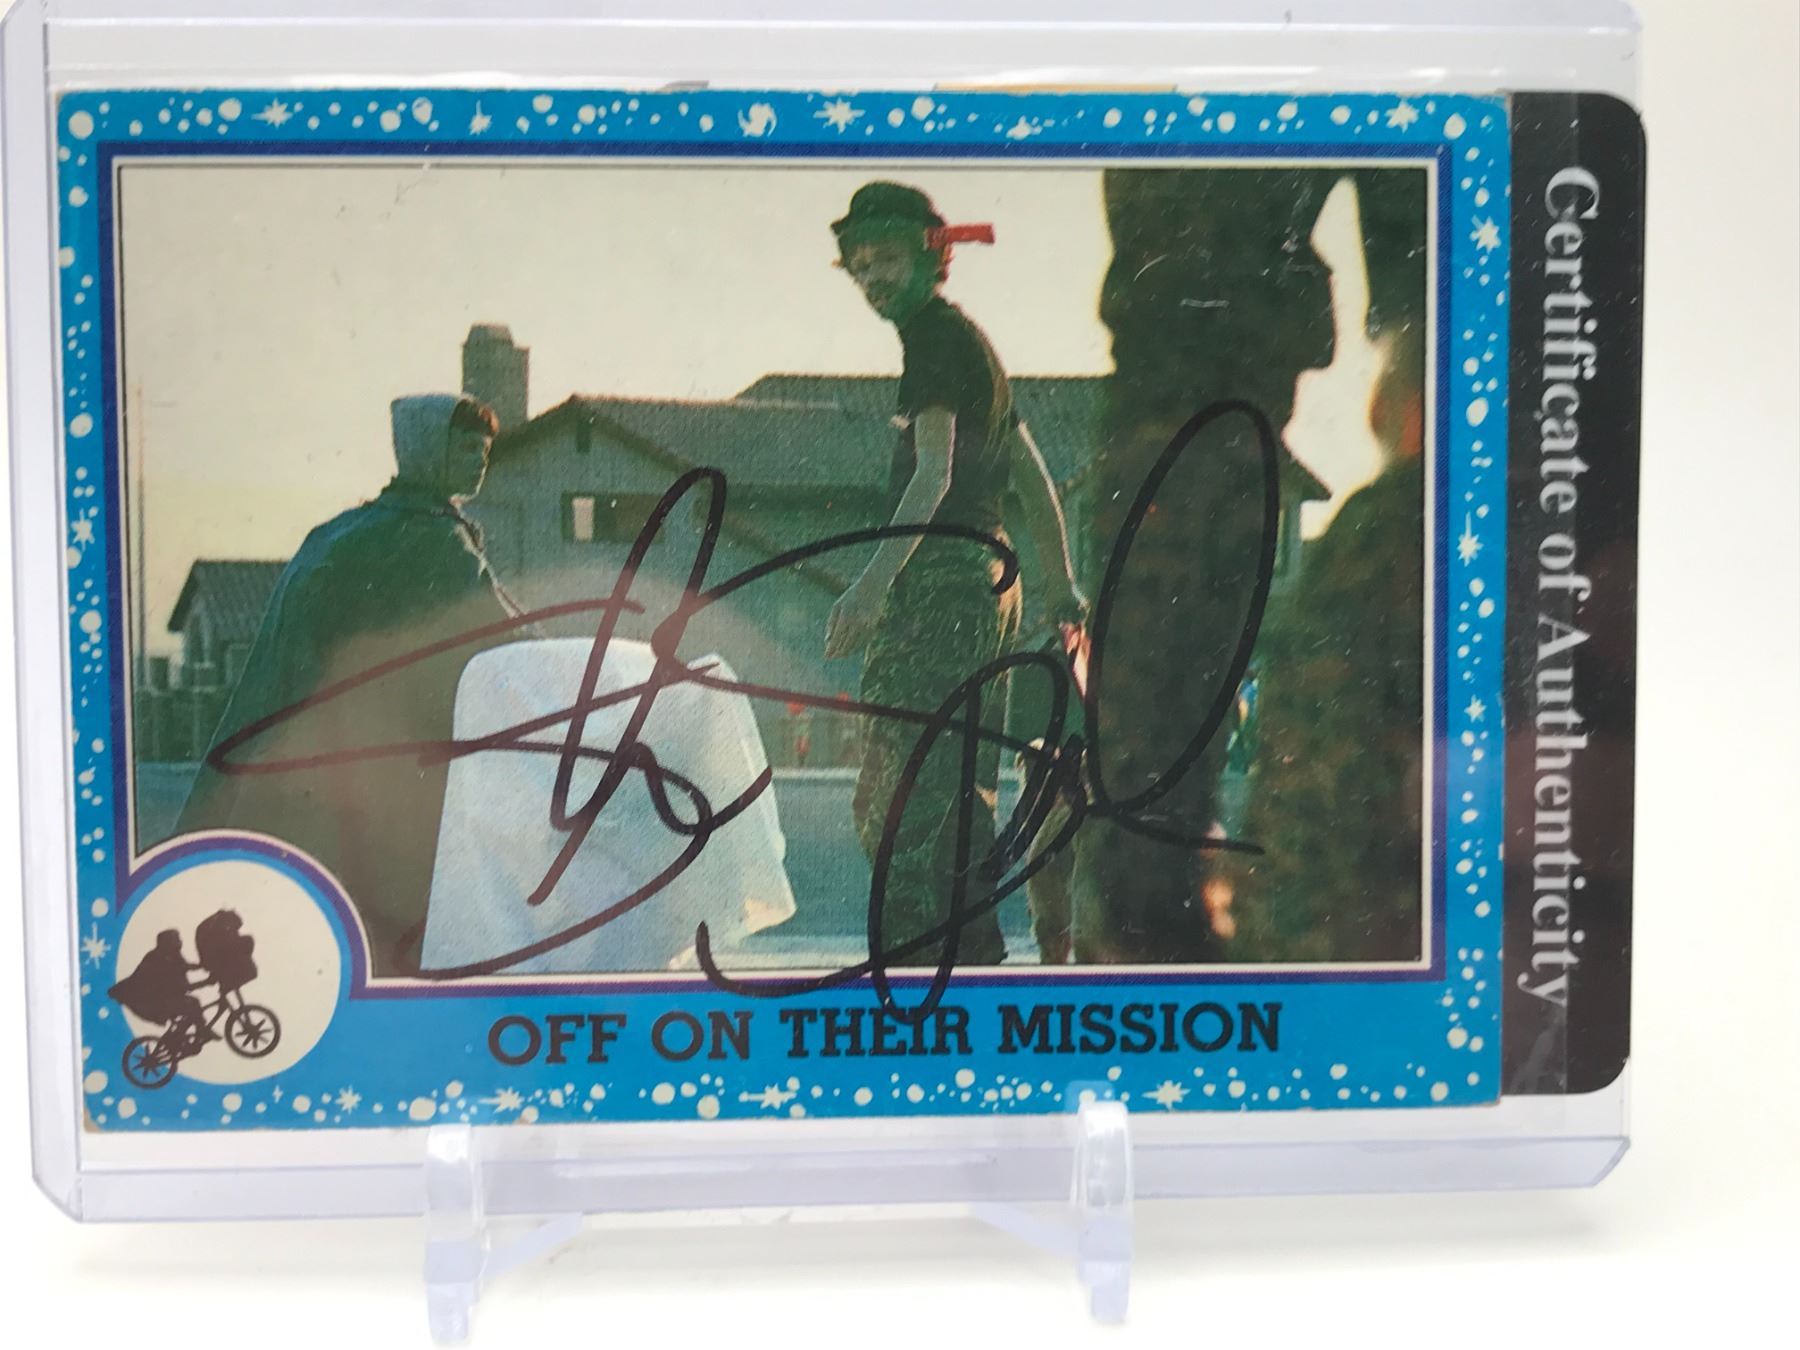 OFF ON THEIR MISSION
Certificate of Authenticity